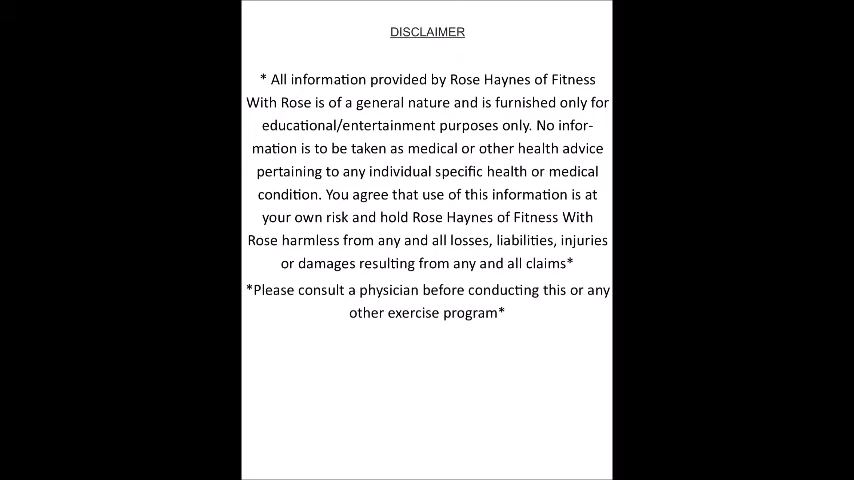 DISCLAIMER
* All information provided by Rose Haynes of Fitness
With Rose is of a general nature and is furnished only for
educational/entertainment purposes only. No infor-
mation is to be taken as medical or other health advice
pertaining to any individual specific health or medical
condition. You agree that use of this information is at
your own risk and hold Rose Haynes of Fitness With
Rose harmless from any and all losses, liabilities, injuries
or damages resulting from any and all claims*
*Please consult a physician before conducting this or any
other exercise program*